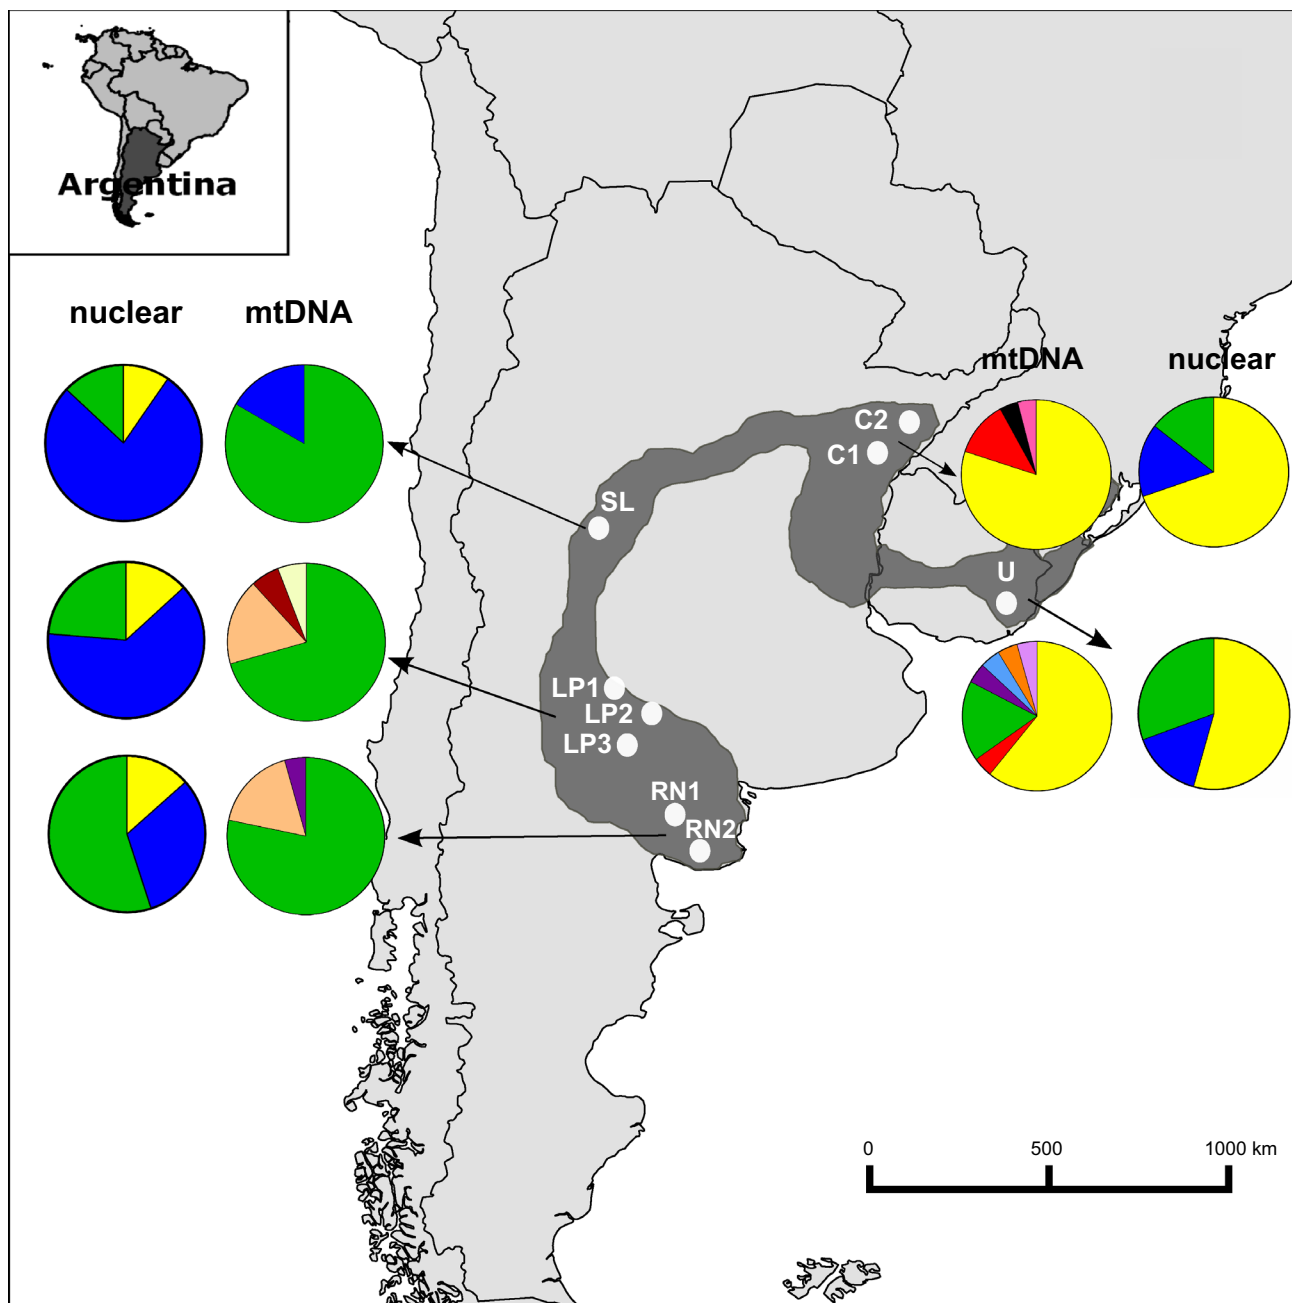 Argentina
nuclear
mtDNA
mtDNA
nuclear
C2
C1
SL
U
LP1
LP2
LP3
RN1
RN2
0
500
1000 km